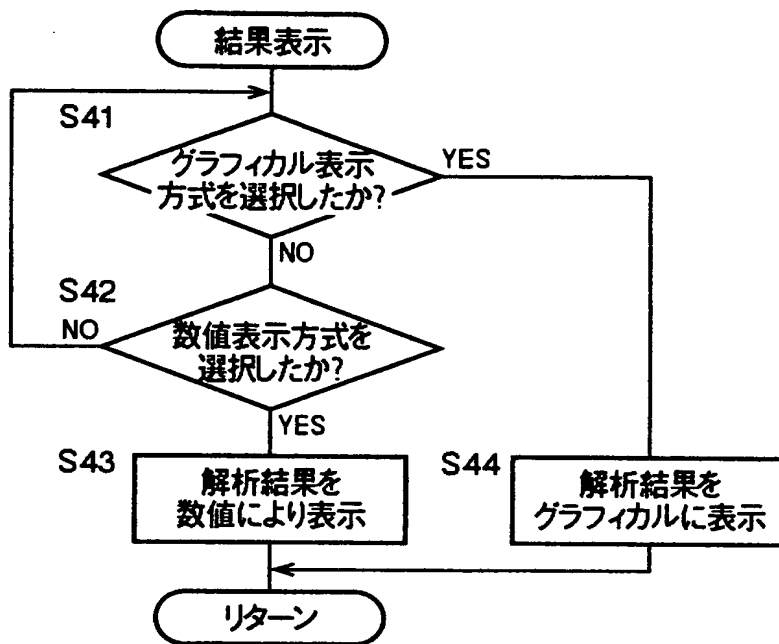 結果表示
S41
グラフィカル表示
方式を選択したか?
YES
NO
S42
NO
数値表示方式を
選択したか?
YES
S43
解析結果を
数値により表示
S44
解析結果を
グラフィカルに表示
リターン